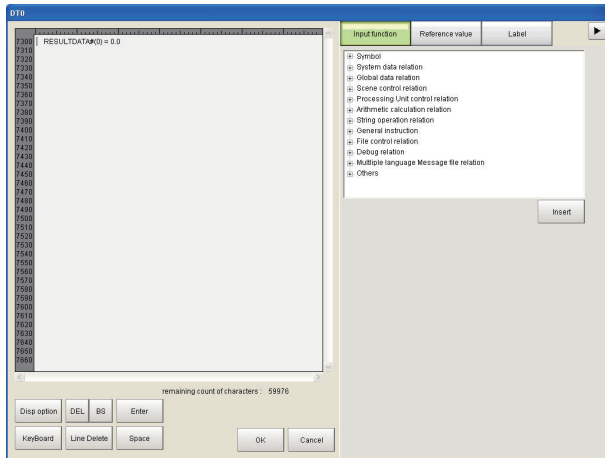 DT0
7300 RESULTDATA#(0) = 0.0
7310
7320
7330
7340
7350
7360
7370
7380
7390
7400
7410
7420
7430
7440
7450
7460
7470
7480
7490
7500
7510
7520
7530
7540
7550
7560
7570
7580
7590
7600
7610
7620
7630
7640
7650
7660
remaining count of characters : 59976
Disp option DEL BS Enter
KeyBoard Line Delete Space OK Cancel
Input function Reference value Label
Symbol
System data relation
Global data relation
Scene control relation
Processing Unit control relation
Arithmetic calculation relation
String operation relation
General instruction
File control relation
Debug relation
Multiple language Message file relation
Others
Insert